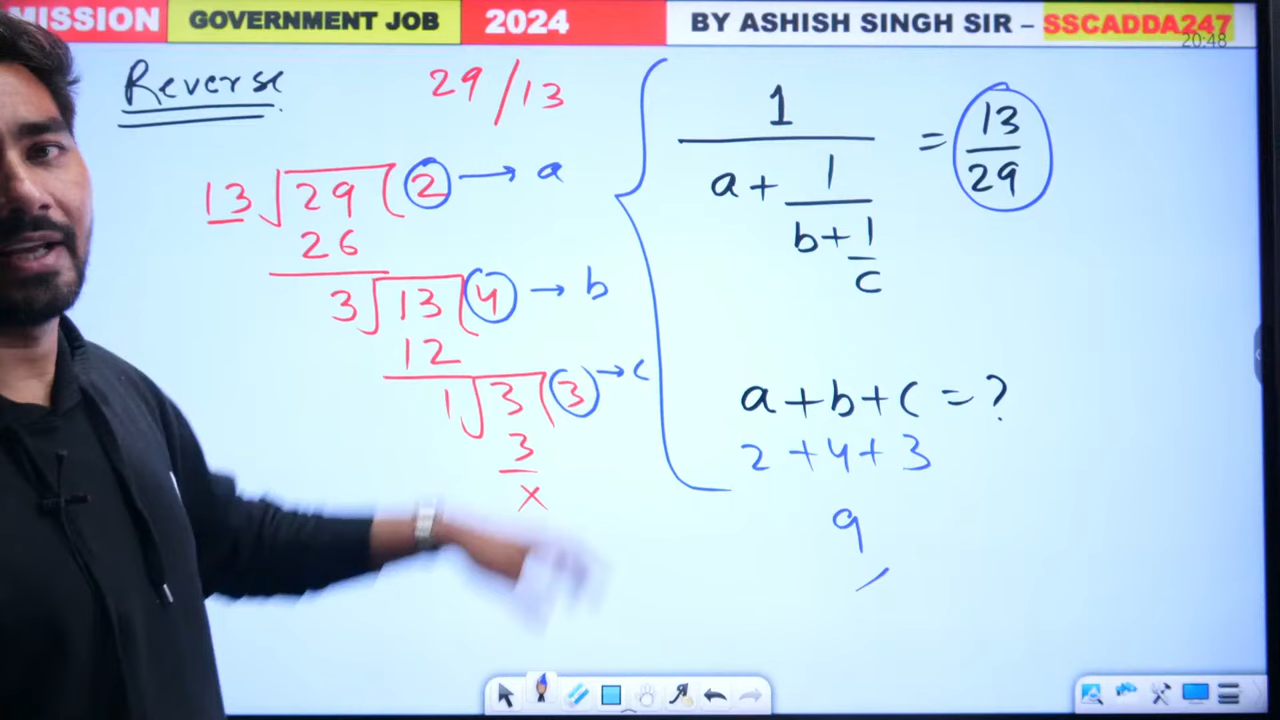 MISSION GOVERNMENT JOB 2024 BY ASHISH SINGH SIR – SSCADDA247
20:48
Reverse
29/13
13√29(2 → a
26
3√13(4 → b
12
1√3(3 → c
3
x
1
a + 1
b + 1
c
= 13
29
a + b + c = ?
2 + 4 + 3
9